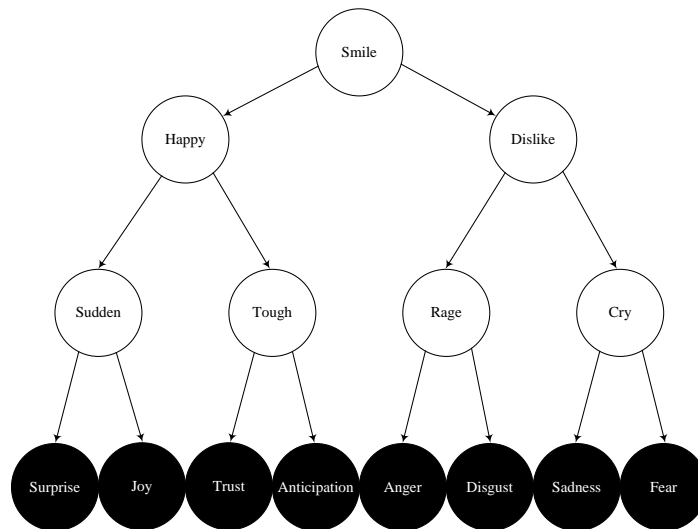 Smile
Happy
Dislike
Sudden
Tough
Rage
Cry
Surprise
Joy
Trust
Anticipation
Anger
Disgust
Sadness
Fear